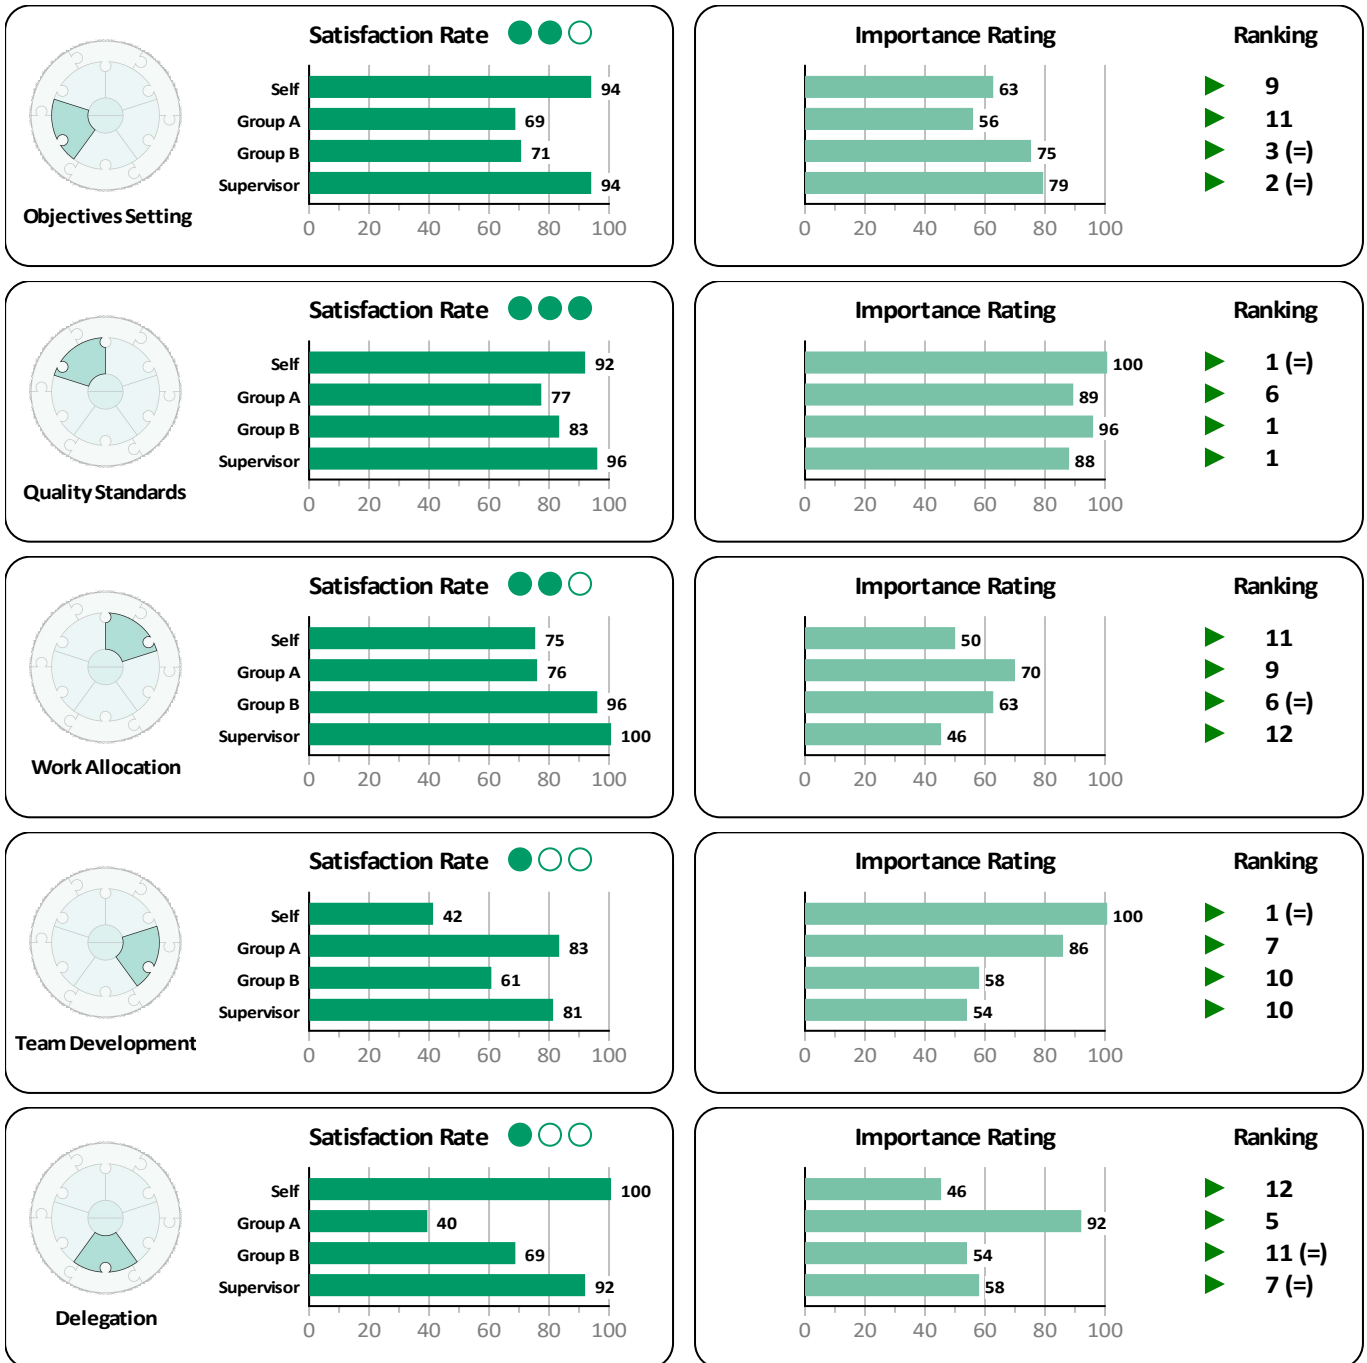 Satisfaction Rate
Importance Rating Ranking
Self 94 63 9
Group A 69 56 11
Group B 71 75 3 (=)
Supervisor 94 79 2 (=)
0 20 40 60 80 100 0 20 40 60 80 100
Objectives Setting
Satisfaction Rate
Importance Rating Ranking
Self 92 100 1 (=)
Group A 77 89 6
Group B 83 96 1
Supervisor 96 88 1
0 20 40 60 80 100 0 20 40 60 80 100
Quality Standards
Satisfaction Rate
Importance Rating Ranking
Self 75 50 11
Group A 76 70 9
Group B 96 63 6 (=)
Supervisor 100 46 12
0 20 40 60 80 100 0 20 40 60 80 100
Work Allocation
Satisfaction Rate
Importance Rating Ranking
Self 42 100 1 (=)
Group A 83 86 7
Group B 61 58 10
Supervisor 81 54 10
0 20 40 60 80 100 0 20 40 60 80 100
Team Development
Satisfaction Rate
Importance Rating Ranking
Self 100 46 12
Group A 40 92 5
Group B 69 54 11 (=)
Supervisor 92 58 7 (=)
0 20 40 60 80 100 0 20 40 60 80 100
Delegation